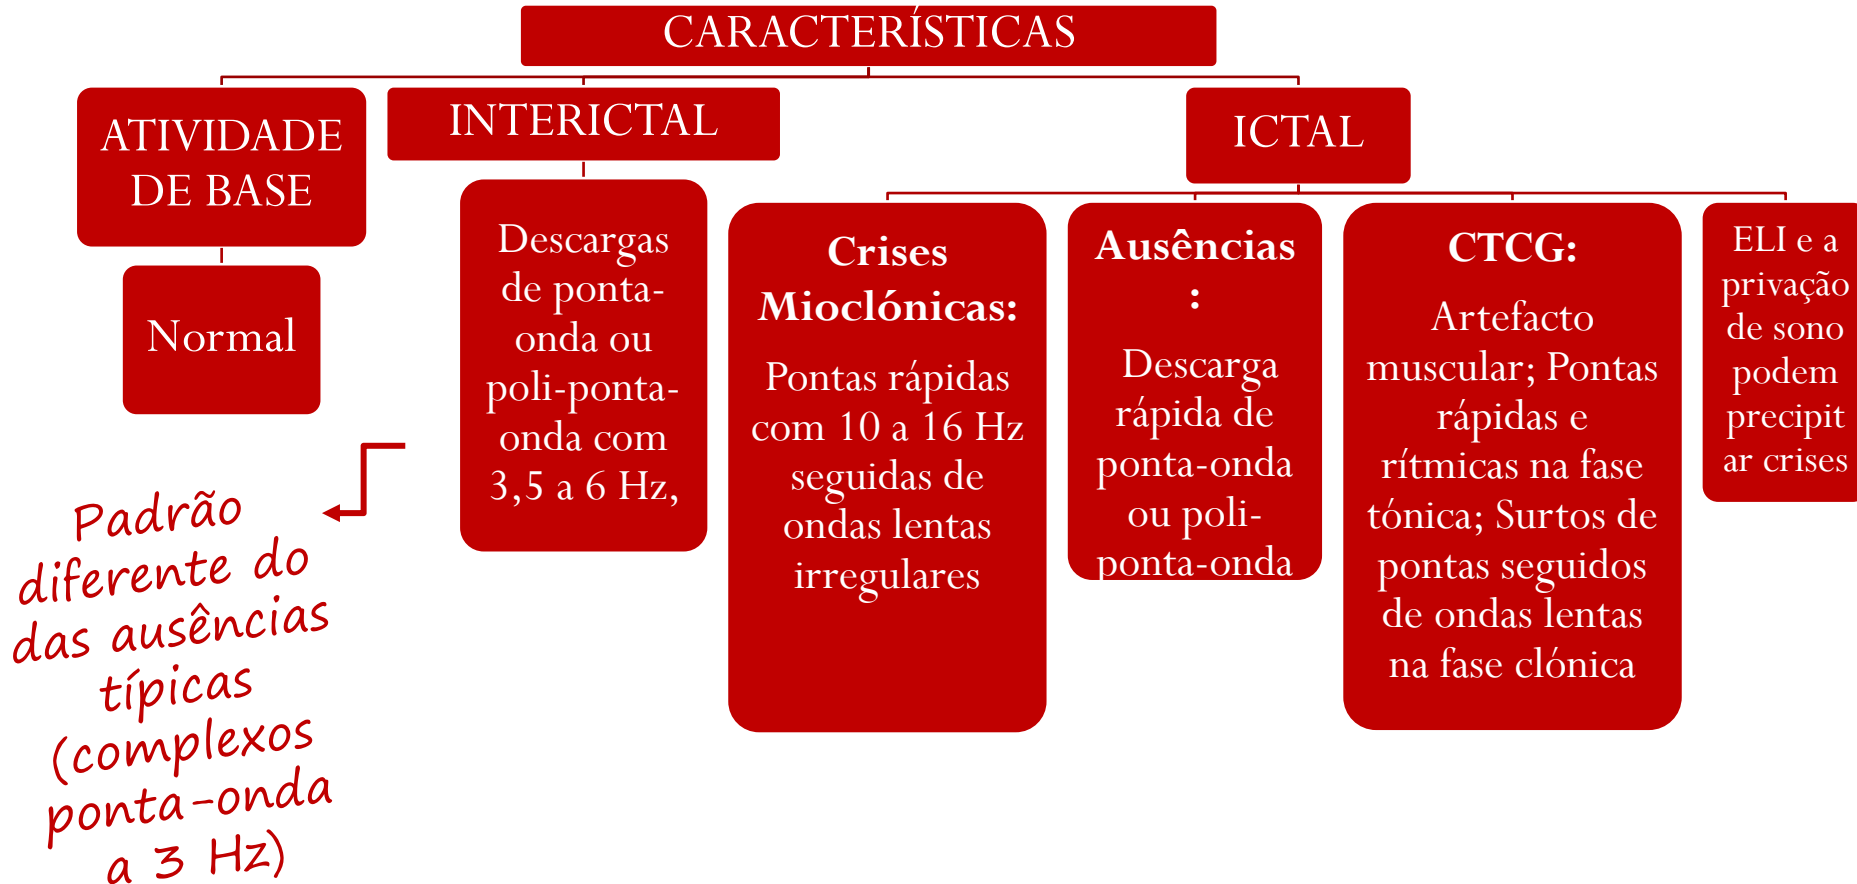 CARACTERÍSTICAS
ATIVIDADE
DE BASE
Normal
INTERICTAL
Descargas
de ponta-
onda ou
poli-ponta-
onda com
3,5 a 6 Hz,
Padrão
diferente do
das ausências
típicas
(complexos
ponta-onda
a 3 Hz)
ICTAL
Crises
Mioclónicas:
Pontas rápidas
com 10 a 16 Hz
seguidas de
ondas lentas
irregulares
Ausências
:
Descarga
rápida de
ponta-onda
ou poli-
ponta-onda
CTCG:
Artefacto
muscular; Pontas
rápidas e
rítmicas na fase
tónica; Surtos de
pontas seguidos
de ondas lentas
na fase clónica
ELI e a
privação
de sono
podem
precipit
ar crises